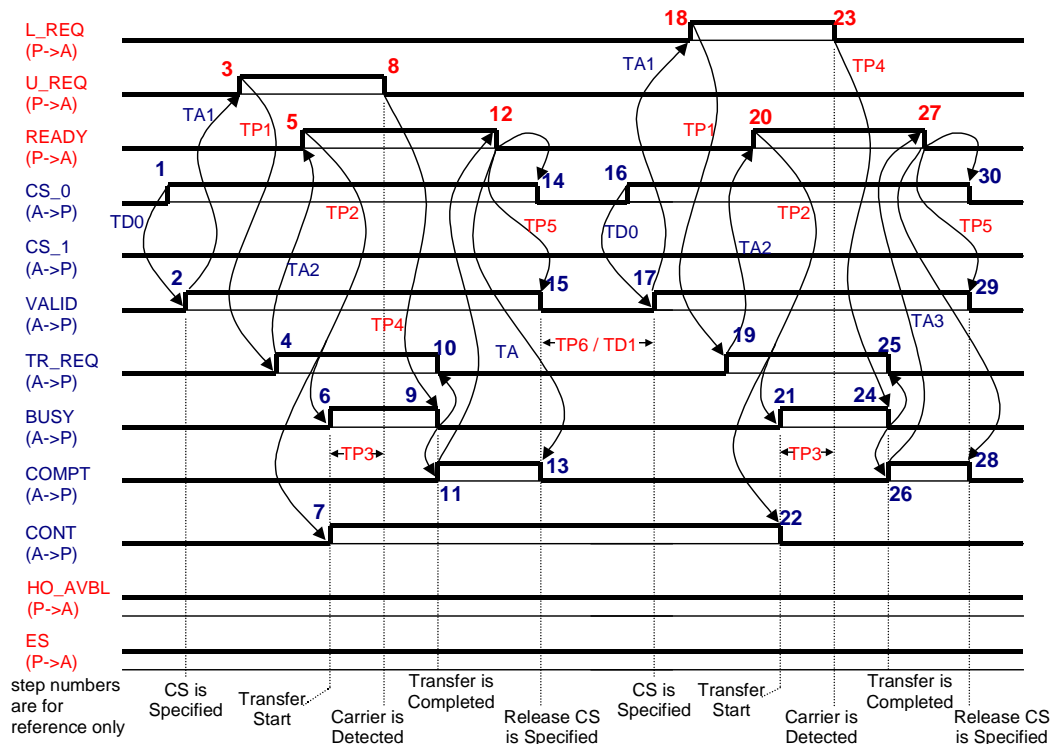 L_REQ
(P->A)
18
23
TA1
TP4
U_REQ
(P->A)
3
8
TA1
TP1
READY
(P->A)
5
12
TP1
20
27
CS_0
(A->P)
1
14
16
30
TD0
TP2
TP5
TD0
TP2
TP5
CS_1
(A->P)
TA2
TA2
VALID
(A->P)
2
15
17
29
TP4
TA
TP6 / TD1
TA3
TR_REQ
(A->P)
4
10
19
25
BUSY
(A->P)
6
9
21
24
TP3
TP3
COMPT
(A->P)
11
13
26
28
CONT
(A->P)
7
22
HO_AVBL
(P->A)
ES
(P->A)
step numbers
are for
reference only
CS is
Specified
Transfer
Start
Carrier is
Detected
Transfer is
Completed
Release CS
is Specified
CS is
Specified
Transfer
Start
Carrier is
Detected
Transfer is
Completed
Release CS
is Specified